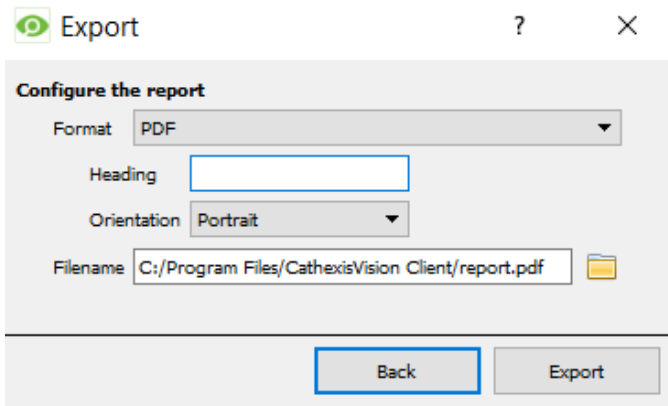 Export ?
Configure the report
Format PDF
Heading
Orientation Portrait
Filename C:/Program Files/CathexisVision Client/report.pdf
Back Export